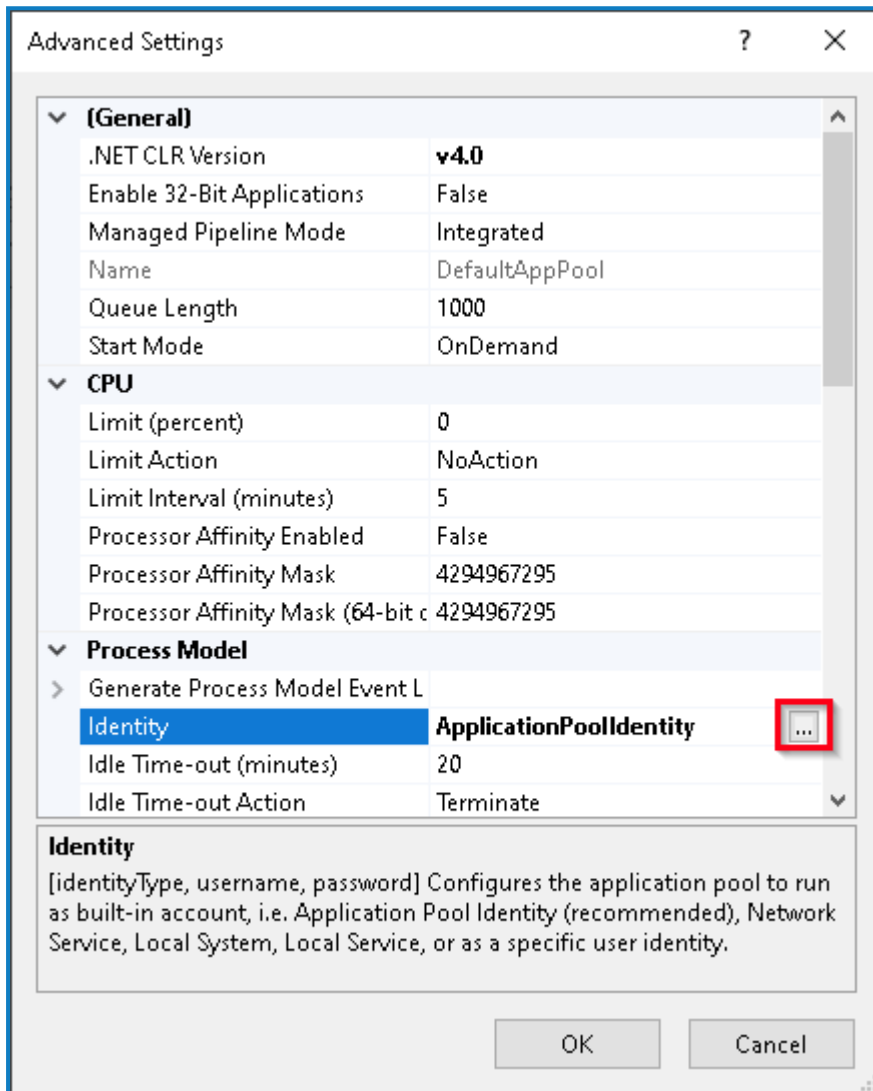 Advanced Settings ? ×
(General)
.NET CLR Version v4.0
Enable 32-Bit Applications False
Managed Pipeline Mode Integrated
Name DefaultAppPool
Queue Length 1000
Start Mode OnDemand
CPU
Limit (percent) 0
Limit Action NoAction
Limit Interval (minutes) 5
Processor Affinity Enabled False
Processor Affinity Mask 4294967295
Processor Affinity Mask (64-bit c 4294967295
Process Model
Generate Process Model Event L
Identity ApplicationPoolIdentity ...
Idle Time-out (minutes) 20
Idle Time-out Action Terminate
Identity
[identityType, username, password] Configures the application pool to run
as built-in account, i.e. Application Pool Identity (recommended), Network
Service, Local System, Local Service, or as a specific user identity.
OK Cancel